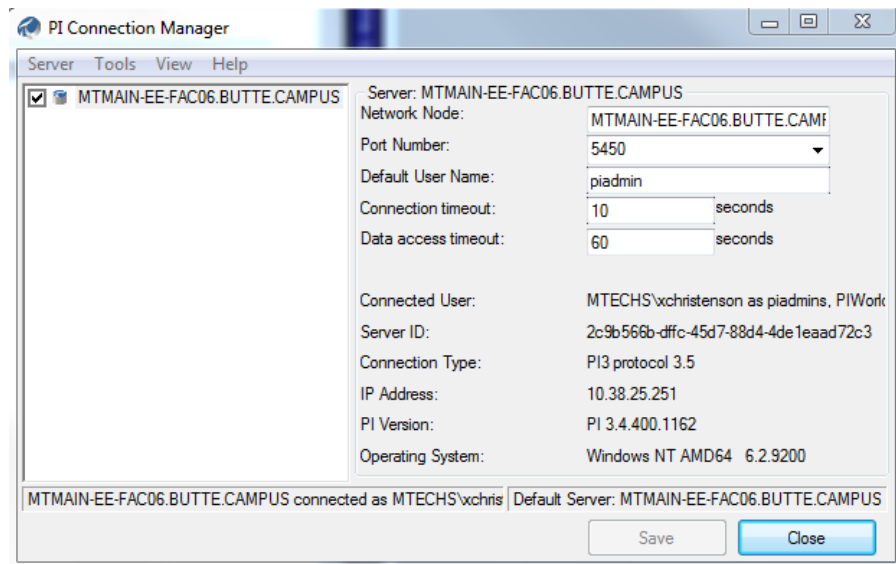 PI Connection Manager
Server Tools View Help
MTMAIN-EE-FAC06.BUTTE.CAMPUS
Server: MTMAIN-EE-FAC06.BUTTE.CAMPUS
Network Node: MTMAIN-EE-FAC06.BUTTE.CAMF
Port Number: 5450
Default User Name: piadmin
Connection timeout: 10 seconds
Data access timeout: 60 seconds
Connected User: MTECHS\xchristenson as piadmins, PIWorld
Server ID: 2c9b566b-dffc-45d7-88d4-4de1eaad72c3
Connection Type: PI3 protocol 3.5
IP Address: 10.38.25.251
PI Version: PI 3.4.400.1162
Operating System: Windows NT AMD64 6.2.9200
MTMAIN-EE-FAC06.BUTTE.CAMPUS connected as MTECHS\xchris Default Server: MTMAIN-EE-FAC06.BUTTE.CAMPUS
Save Close